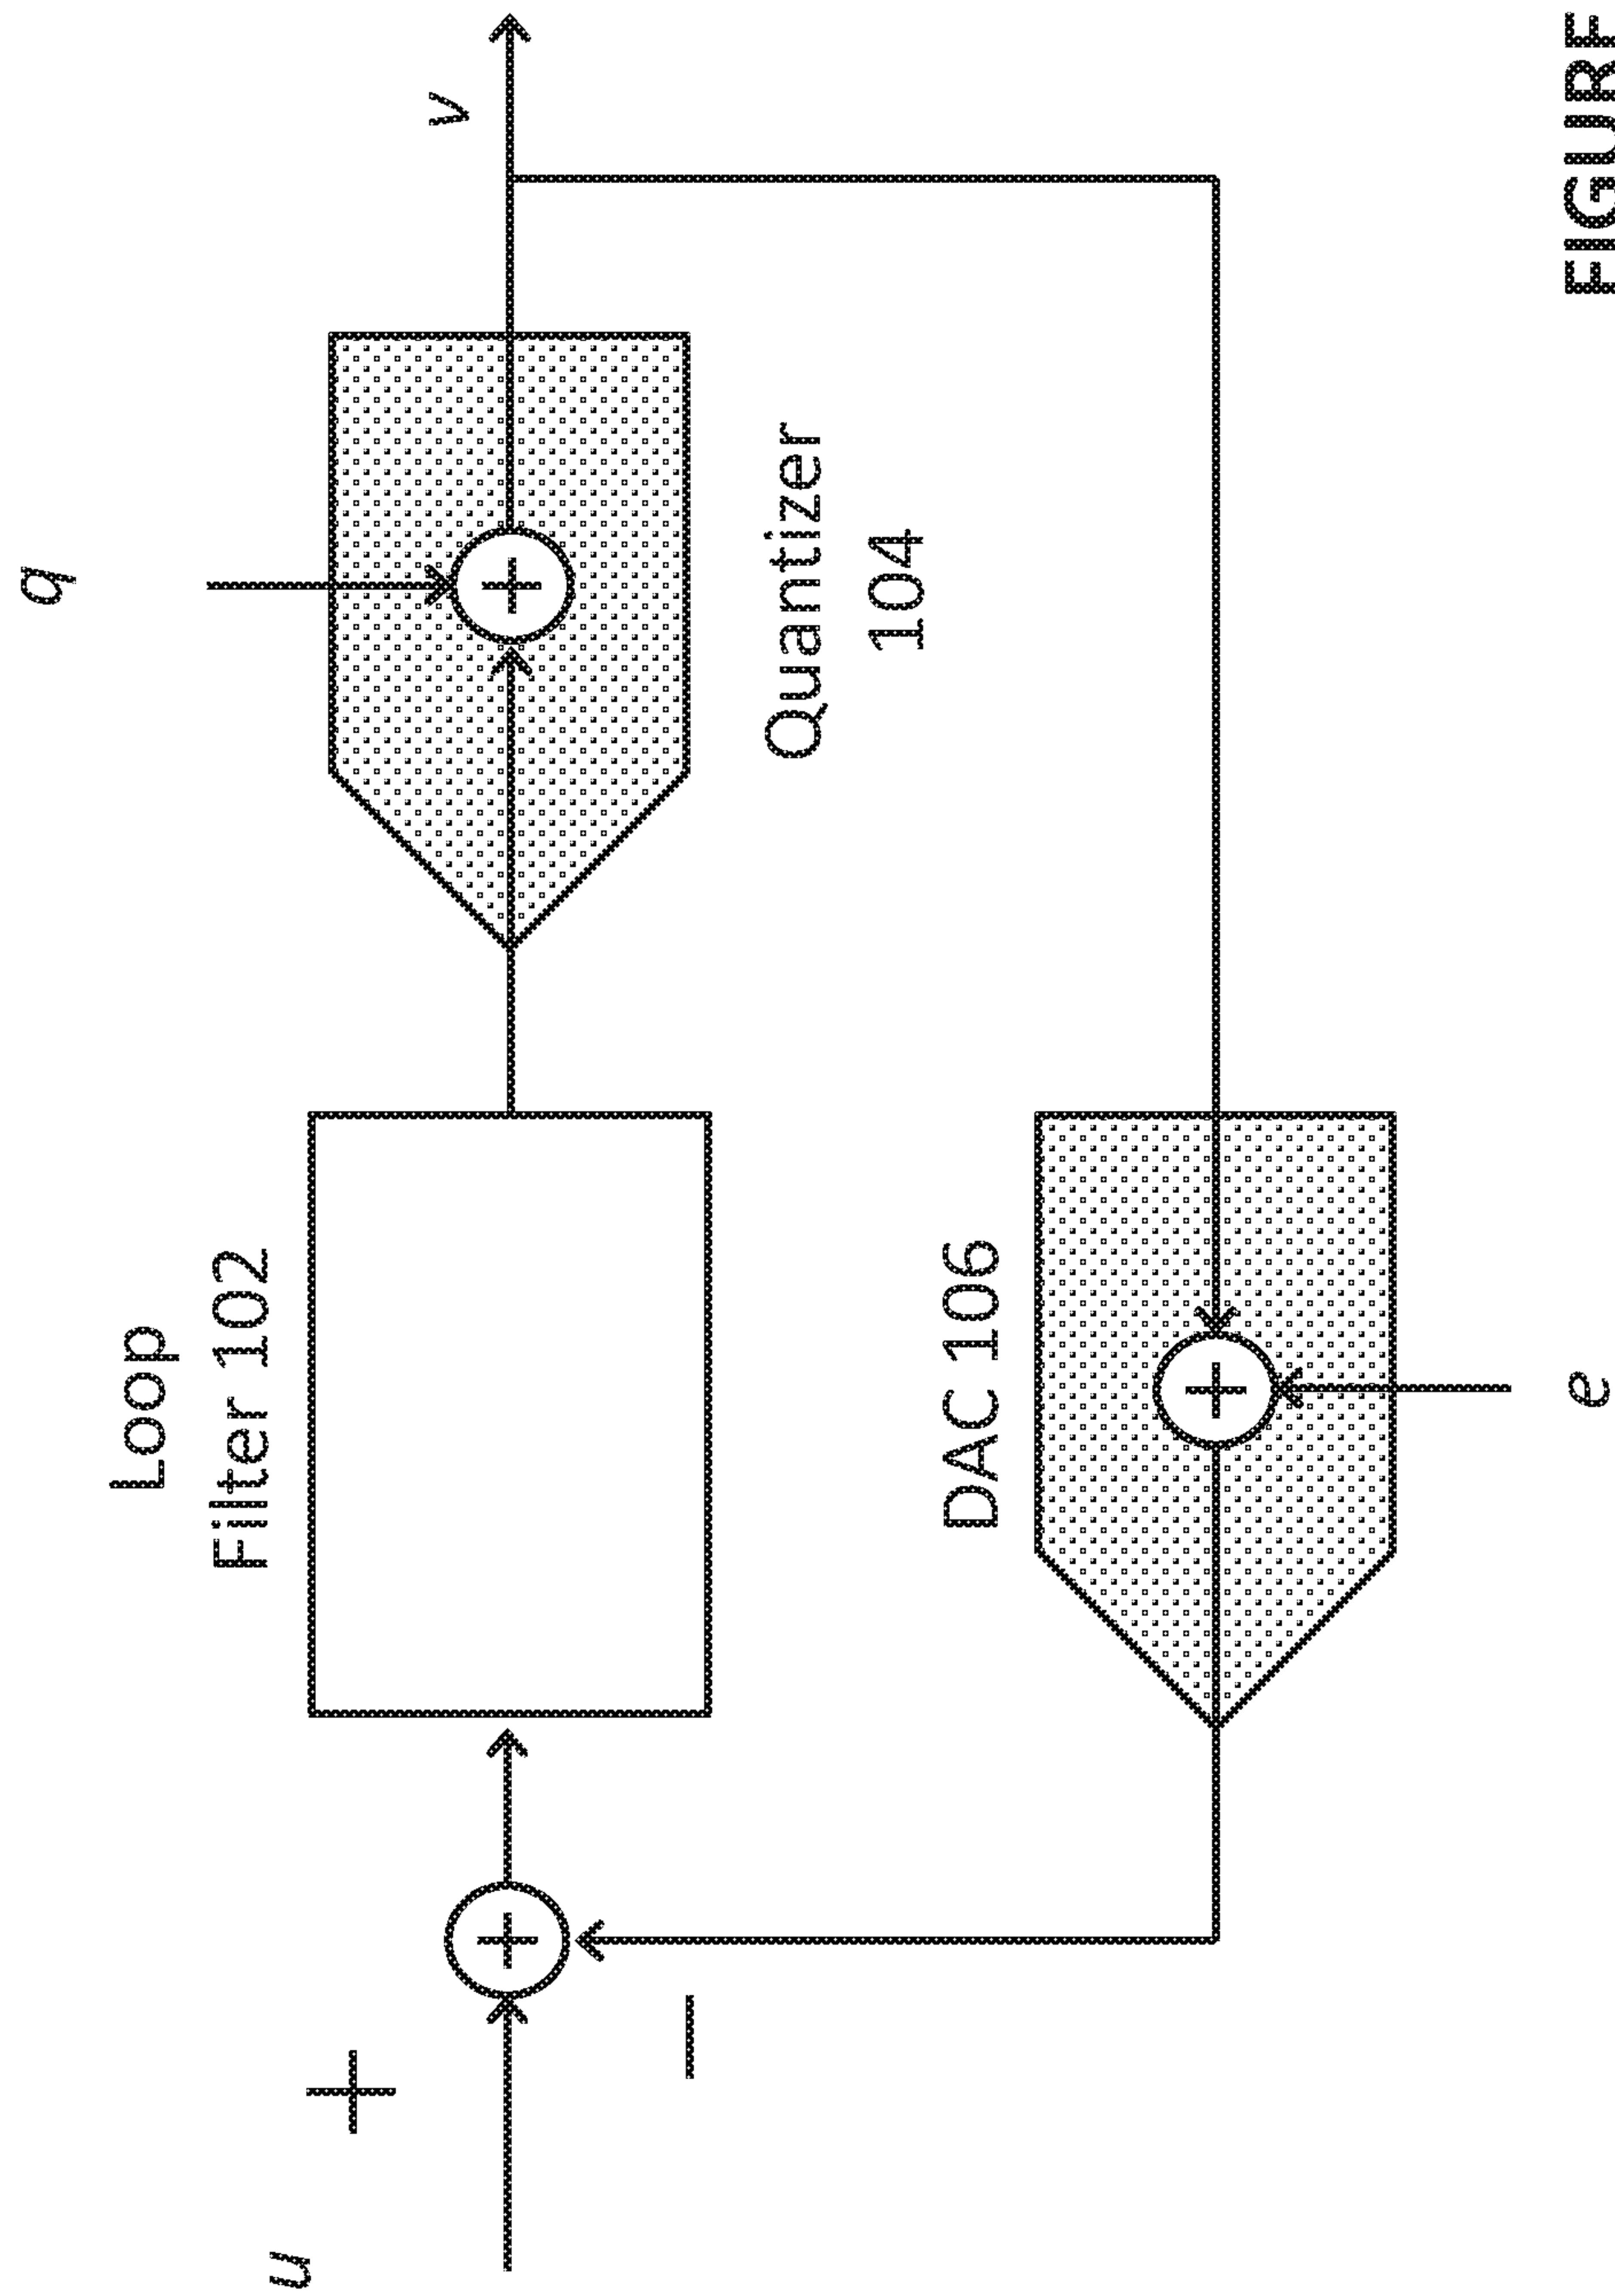 u
+
−
Loop
Filter 102
q
Quantizer
104
v
DAC 106
e
FIGURE